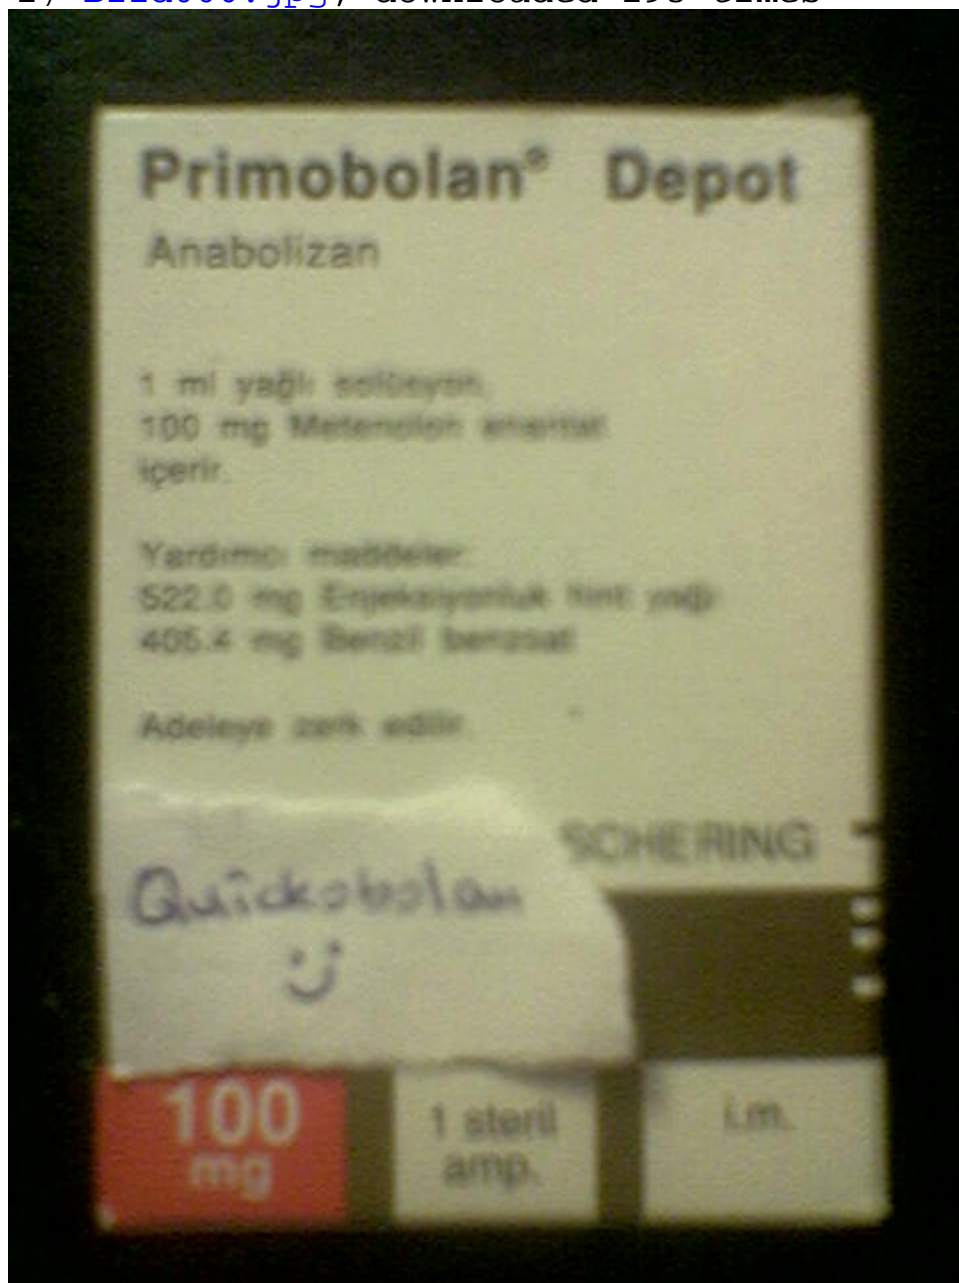 Primobolan® Depot
Anabolizan
1 ml yağlı solüsyon,
100 mg Metenolon enantat
içerir.
Yardımcı maddeler:
522.0 mg Enjeksiyonluk hint yağı
405.4 mg Benzil benzoat
Adeleye zerk edilir.
SCHERING
Quickobolan
100
mg
1 steril
amp.
i.m.